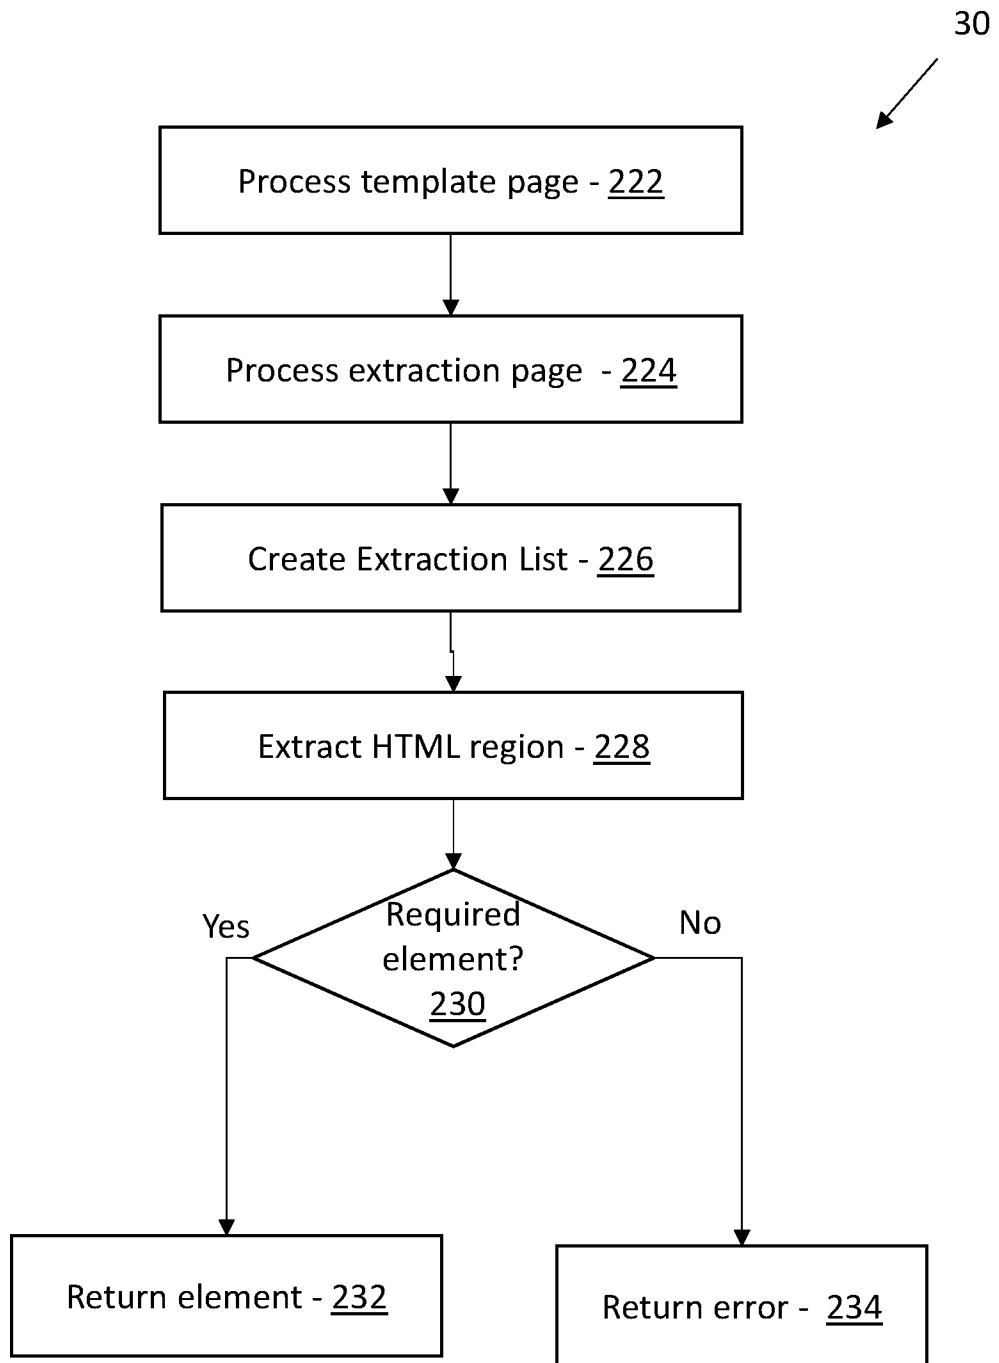 30
Process template page - 222
Process extraction page - 224
Create Extraction List - 226
Extract HTML region - 228
Required
element?
230
Yes
No
Return element - 232
Return error - 234